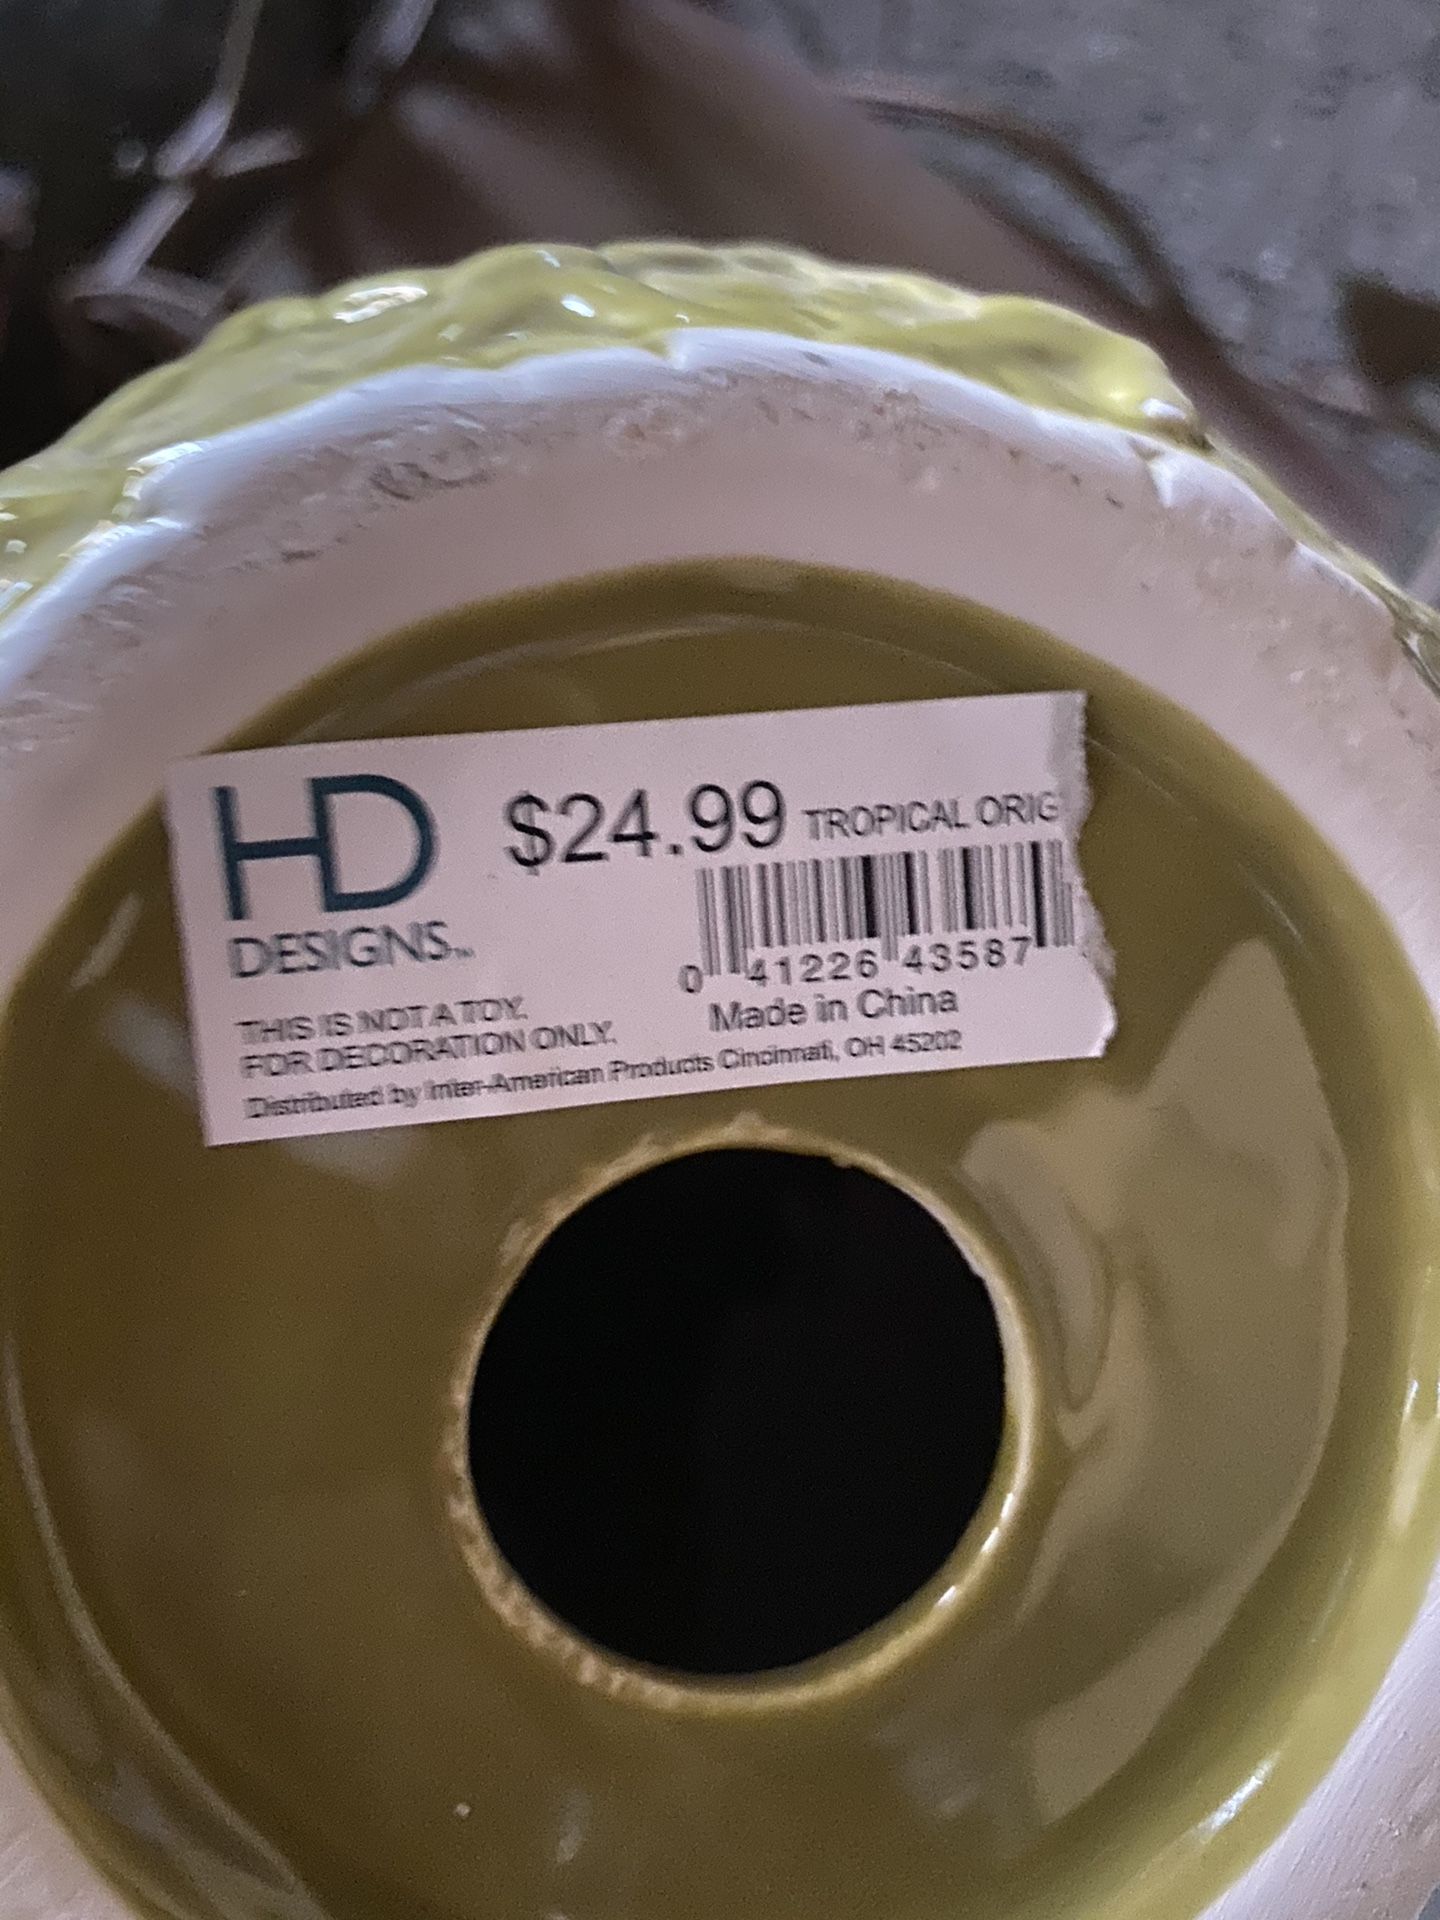 HD
DESIGNS™
$24.99 TROPICAL ORIG
0 41226 43587
Made in China
THIS IS NOT A TOY.
FOR DECORATION ONLY.
Distributed by Inter-American Products Cincinnati, OH 45202